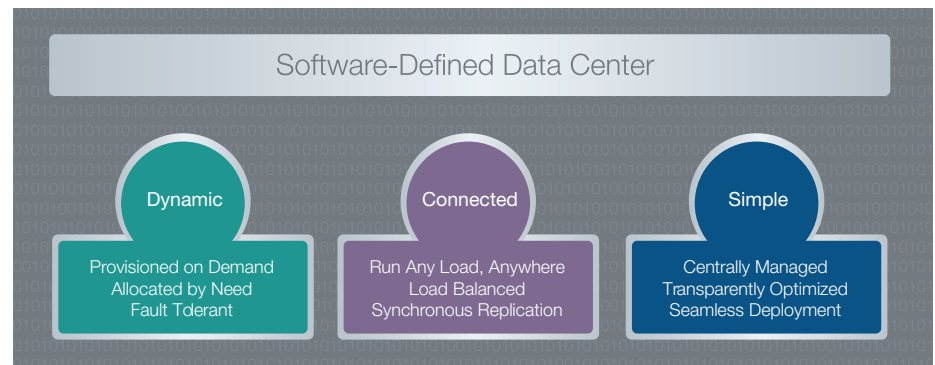 Software-Defined Data Center
Dynamic
Provisioned on Demand
Allocated by Need
Fault Tolerant
Connected
Run Any Load, Anywhere
Load Balanced
Synchronous Replication
Simple
Centrally Managed
Transparently Optimized
Seamless Deployment